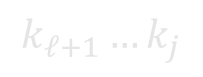 k_{ℓ+1} … k_j